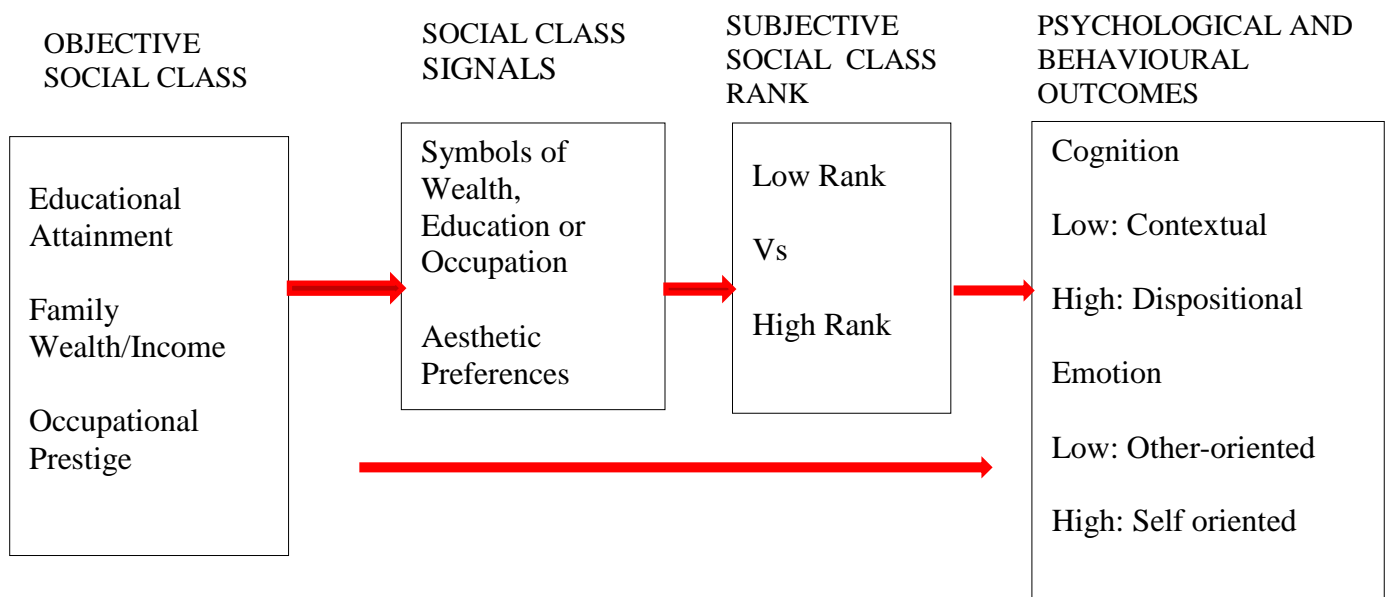 OBJECTIVE
SOCIAL CLASS
SOCIAL CLASS
SIGNALS
SUBJECTIVE
SOCIAL CLASS
RANK
PSYCHOLOGICAL AND
BEHAVIOURAL
OUTCOMES
Educational
Attainment
Family
Wealth/Income
Occupational
Prestige
Symbols of
Wealth,
Education or
Occupation
Aesthetic
Preferences
Low Rank
Vs
High Rank
Cognition
Low: Contextual
High: Dispositional
Emotion
Low: Other-oriented
High: Self oriented